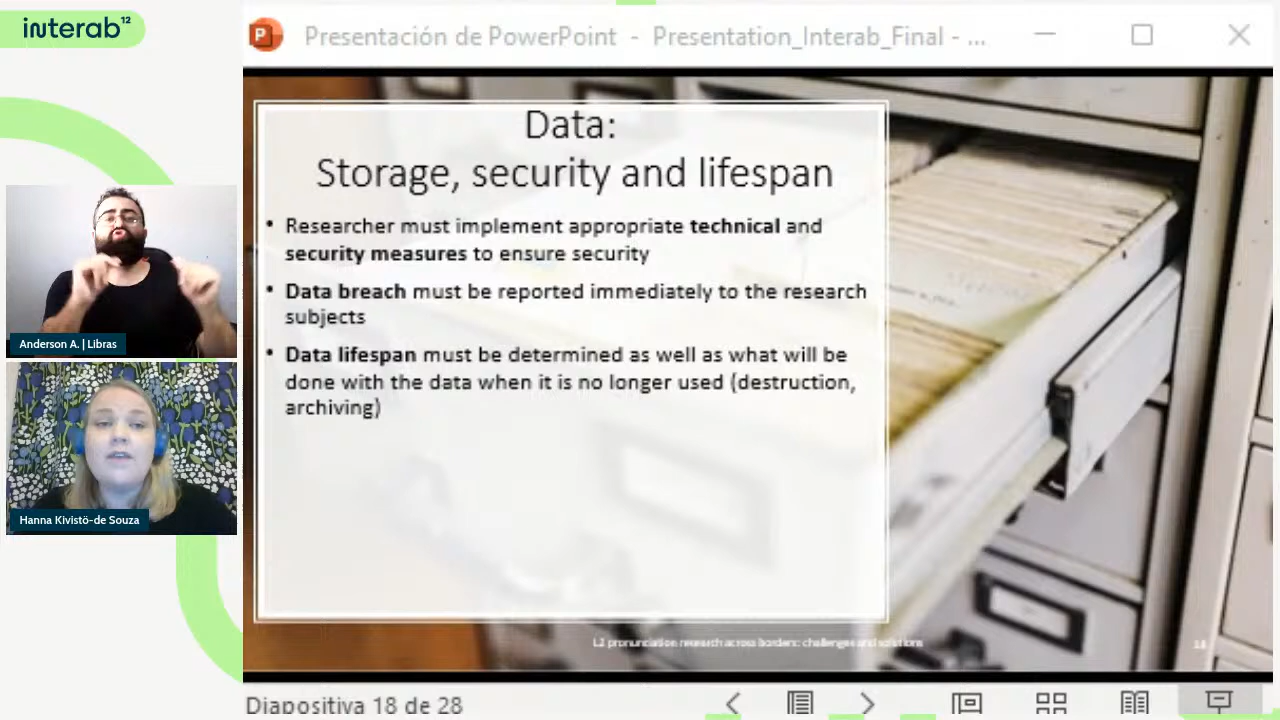 interab¹²
Presentación de PowerPoint - Presentation_Interab_Final - ...
Data:
Storage, security and lifespan
• Researcher must implement appropriate technical and
security measures to ensure security
• Data breach must be reported immediately to the research
subjects
• Data lifespan must be determined as well as what will be
done with the data when it is no longer used (destruction,
archiving)
Anderson A. | Libras
Hanna Kivistö-de Souza
L2 pronunciation research across borders: challenges and solutions
18
Diapositiva 18 de 28